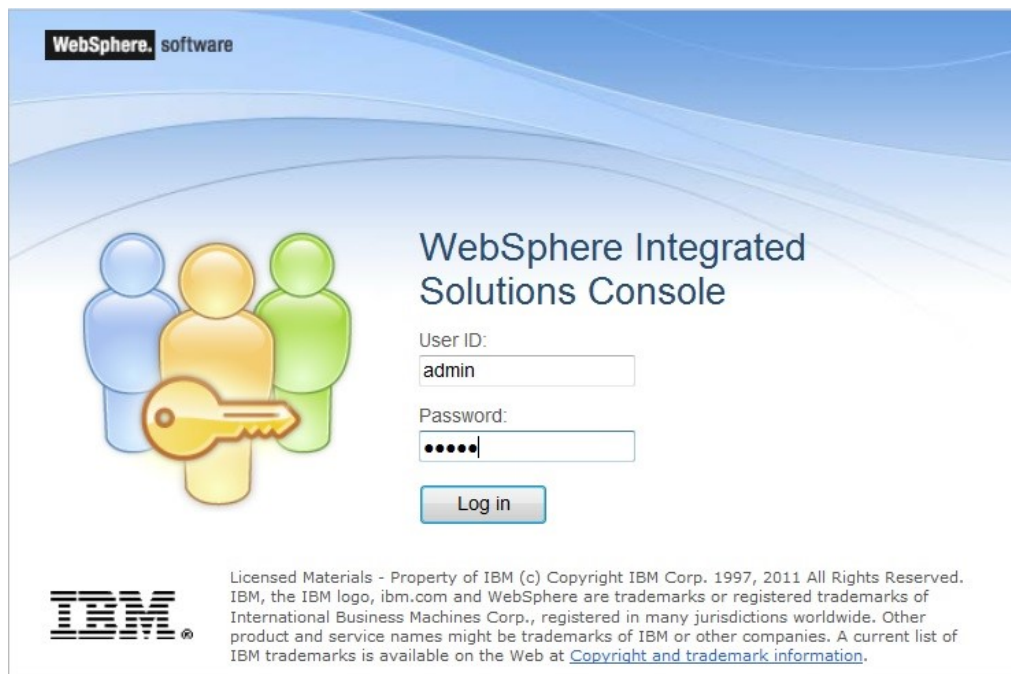 WebSphere. software
WebSphere Integrated
Solutions Console
User ID:
admin
Password:
•••••
Log in
IBM®
Licensed Materials - Property of IBM (c) Copyright IBM Corp. 1997, 2011 All Rights Reserved.
IBM, the IBM logo, ibm.com and WebSphere are trademarks or registered trademarks of
International Business Machines Corp., registered in many jurisdictions worldwide. Other
product and service names might be trademarks of IBM or other companies. A current list of
IBM trademarks is available on the Web at Copyright and trademark information.